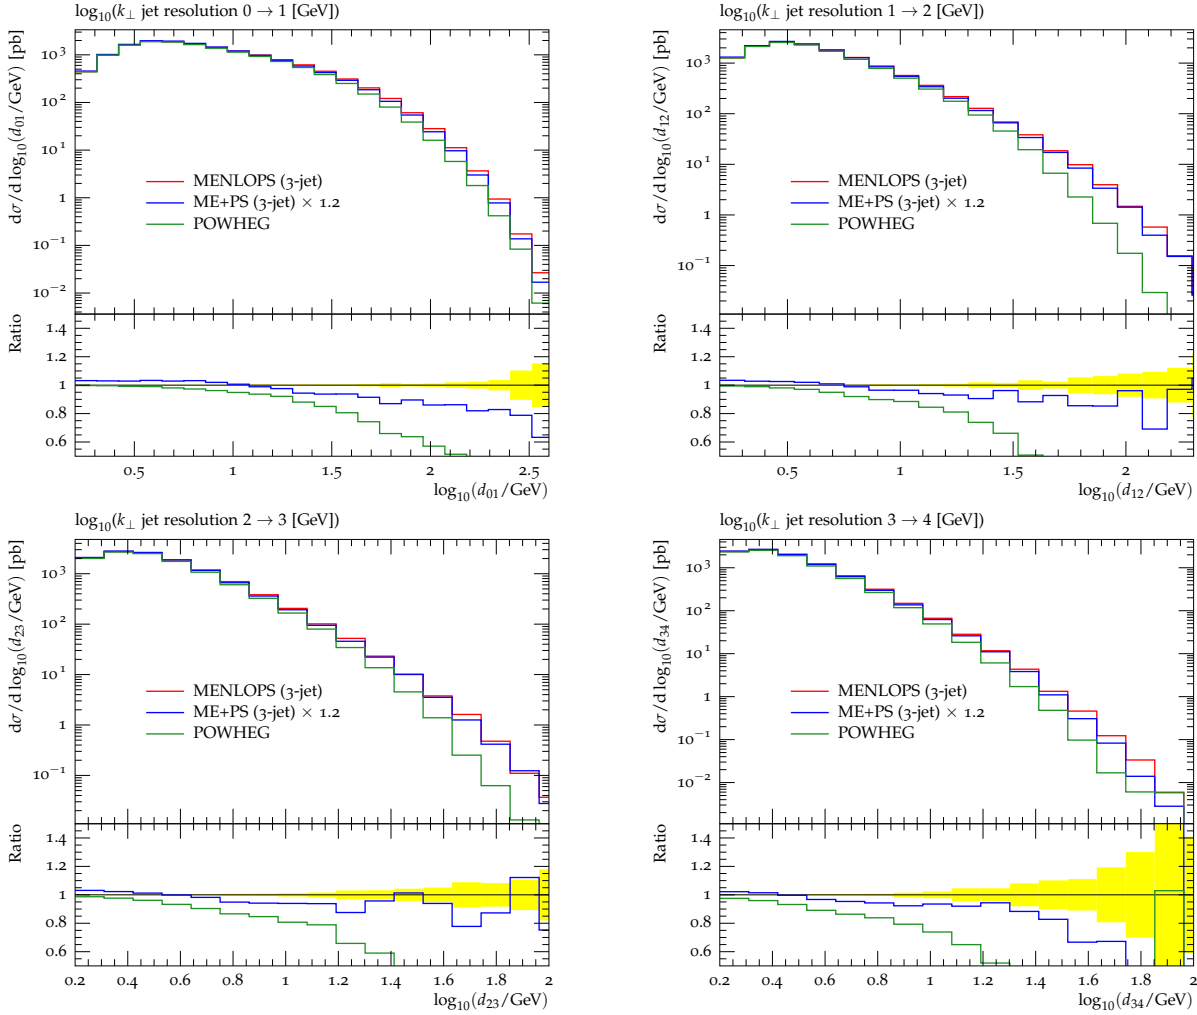 log₁₀(k⊥ jet resolution 0 → 1 [GeV])
dσ/d log₁₀(d₀₁/GeV) [pb]
10³
10²
10¹
1
10⁻¹
10⁻²
MENLOPS (3-jet)
ME+PS (3-jet) × 1.2
POWHEG
Ratio
1.4
1.2
1
0.8
0.6
0.5 1 1.5 2 2.5
log₁₀(d₀₁/GeV)
log₁₀(k⊥ jet resolution 1 → 2 [GeV])
dσ/d log₁₀(d₁₂/GeV) [pb]
10³
10²
10¹
1
10⁻¹
MENLOPS (3-jet)
ME+PS (3-jet) × 1.2
POWHEG
Ratio
1.4
1.2
1
0.8
0.6
0.5 1 1.5 2
log₁₀(d₁₂/GeV)
log₁₀(k⊥ jet resolution 2 → 3 [GeV])
dσ/d log₁₀(d₂₃/GeV) [pb]
10³
10²
10¹
1
10⁻¹
MENLOPS (3-jet)
ME+PS (3-jet) × 1.2
POWHEG
Ratio
1.4
1.2
1
0.8
0.6
0.2 0.4 0.6 0.8 1 1.2 1.4 1.6 1.8 2
log₁₀(d₂₃/GeV)
log₁₀(k⊥ jet resolution 3 → 4 [GeV])
dσ/d log₁₀(d₃₄/GeV) [pb]
10³
10²
10¹
1
10⁻¹
10⁻²
MENLOPS (3-jet)
ME+PS (3-jet) × 1.2
POWHEG
Ratio
1.4
1.2
1
0.8
0.6
0.2 0.4 0.6 0.8 1 1.2 1.4 1.6 1.8 2
log₁₀(d₃₄/GeV)